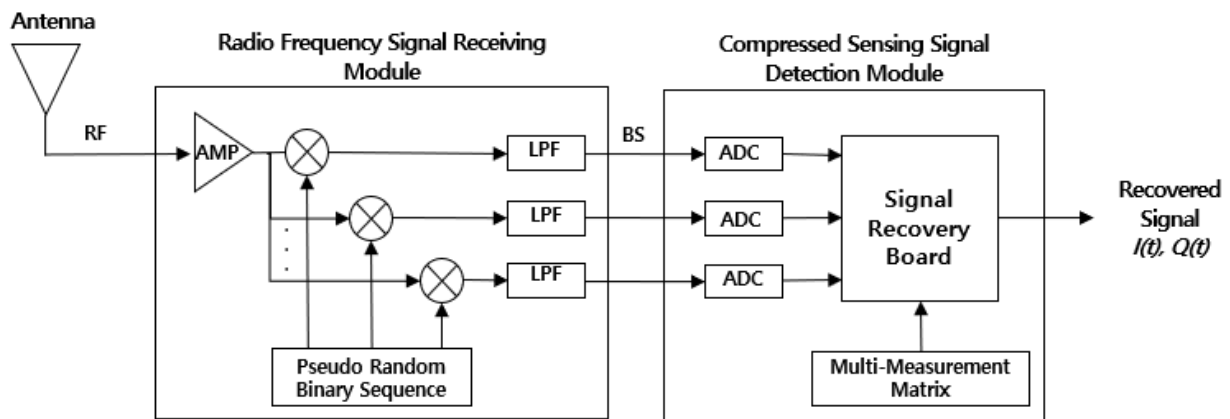 Antenna
Radio Frequency Signal Receiving
Module
Compressed Sensing Signal
Detection Module
RF
AMP
LPF
BS
ADC
LPF
ADC
LPF
ADC
Signal
Recovery
Board
Recovered
Signal
I(t), Q(t)
Pseudo Random
Binary Sequence
Multi-Measurement
Matrix